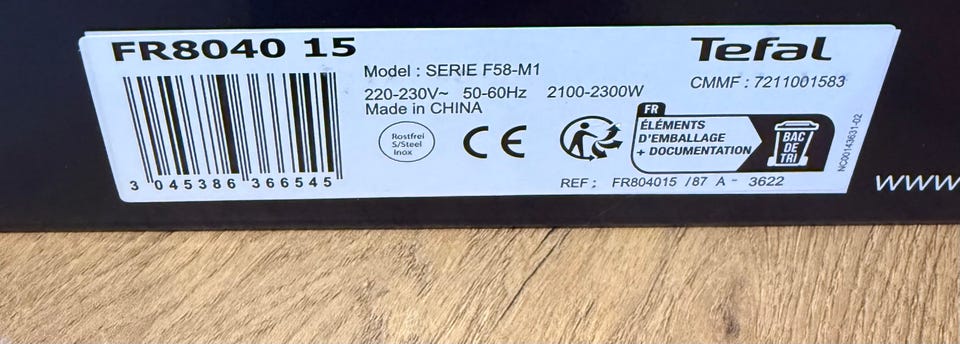 FR8040 15
Tefal
Model : SERIE F58-M1
CMMF : 7211001583
220-230V~ 50-60Hz 2100-2300W
Made in CHINA
Rostfrei
S/Steel
Inox
CE
FR
ÉLÉMENTS
D'EMBALLAGE
+ DOCUMENTATION
BAC
DE
TRI
NC00143631-02
3 045386 366545
REF : FR804015 /87 A - 3622
www